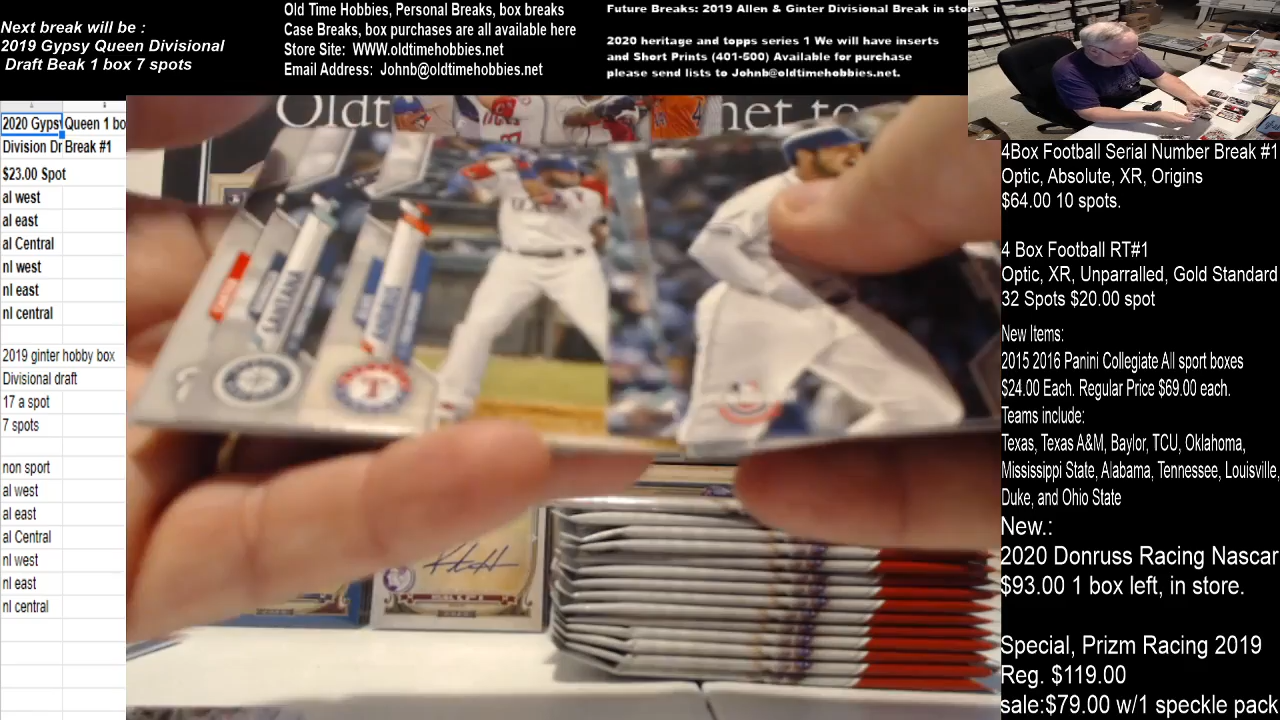 Next break will be :
2019 Gypsy Queen Divisional
Draft Beak 1 box 7 spots
Old Time Hobbies, Personal Breaks, box breaks
Case Breaks, box purchases are all available here
Store Site: WWW.oldtimehobbies.net
Email Address: Johnb@oldtimehobbies.net
Future Breaks: 2019 Allen & Ginter Divisional Break in store
2020 heritage and topps series 1 We will have inserts
and Short Prints (401-500) Available for purchase
please send lists to Johnb@oldtimehobbies.net.
2020 Gyps Queen 1 bo
Division Dr Break #1
$23.00 Spot
al west
al east
al Central
nl west
nl east
nl central
2019 ginter hobby box
Divisional draft
17 a spot
7 spots
non sport
al west
al east
al Central
nl west
nl east
nl central
Oldt
net to
SANTANA
T
4Box Football Serial Number Break #1
Optic, Absolute, XR, Origins
$64.00 10 spots.
4 Box Football RT#1
Optic, XR, Unparralled, Gold Standard
32 Spots $20.00 spot
New Items:
2015 2016 Panini Collegiate All sport boxes
$24.00 Each. Regular Price $69.00 each.
Teams include:
Texas, Texas A&M, Baylor, TCU, Oklahoma,
Mississippi State, Alabama, Tennessee, Louisville,
Duke, and Ohio State
New.:
2020 Donruss Racing Nascar
$93.00 1 box left, in store.
Special, Prizm Racing 2019
Reg. $119.00
sale:$79.00 w/1 speckle pack